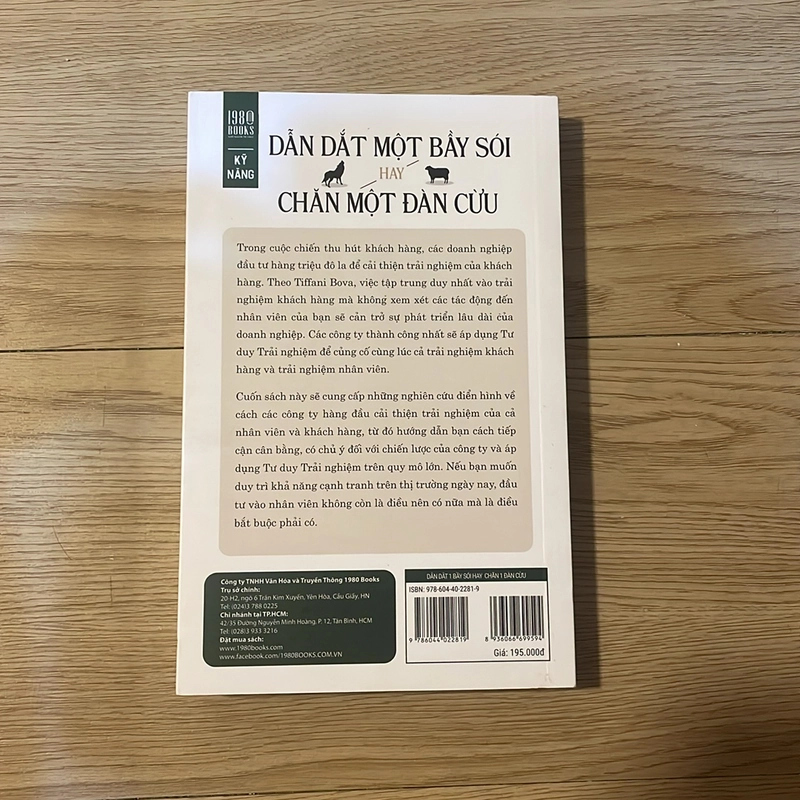 1980
BOOKS
KỸ
NĂNG
DẪN DẮT MỘT BẦY SÓI
HAY
CHĂN MỘT ĐÀN CỪU
Trong cuộc chiến thu hút khách hàng, các doanh nghiệp
đầu tư hàng triệu đô la để cải thiện trải nghiệm của khách
hàng. Theo Tiffani Bova, việc tập trung duy nhất vào trải
nghiệm khách hàng mà không xem xét các tác động đến
nhân viên của bạn sẽ cản trở sự phát triển lâu dài của
doanh nghiệp. Các công ty thành công nhất sẽ áp dụng Tư
duy Trải nghiệm để củng cố cùng lúc cả trải nghiệm khách
hàng và trải nghiệm nhân viên.
Cuốn sách này sẽ cung cấp những nghiên cứu điển hình về
cách các công ty hàng đầu cải thiện trải nghiệm của cả
nhân viên và khách hàng, từ đó hướng dẫn bạn cách tiếp
cận cân bằng, có chủ ý đối với chiến lược của công ty và áp
dụng Tư duy Trải nghiệm trên quy mô lớn. Nếu bạn muốn
duy trì khả năng cạnh tranh trên thị trường ngày nay, đầu
tư vào nhân viên không còn là điều nên có nữa mà là điều
bắt buộc phải có.
Công ty TNHH Văn Hóa và Truyền Thông 1980 Books
Trụ sở chính:
20-H2, ngõ 6 Trần Kim Xuyến, Yên Hòa, Cầu Giấy, HN
Tel: (024)3 788 0225
Chi nhánh tại TP.HCM:
42/35 Đường Nguyễn Minh Hoàng, P. 12, Tân Bình, HCM
Tel: (028)3 933 3216
Đặt mua sách:
www.1980books.com
www.facebook.com/1980BOOKS.COM.VN
DẪN DẮT 1 BẦY SÓI HAY CHĂN 1 ĐÀN CỪU
ISBN: 978-604-40-2281-9
9 786044 022819
8 936066 699594
Giá: 195.000đ